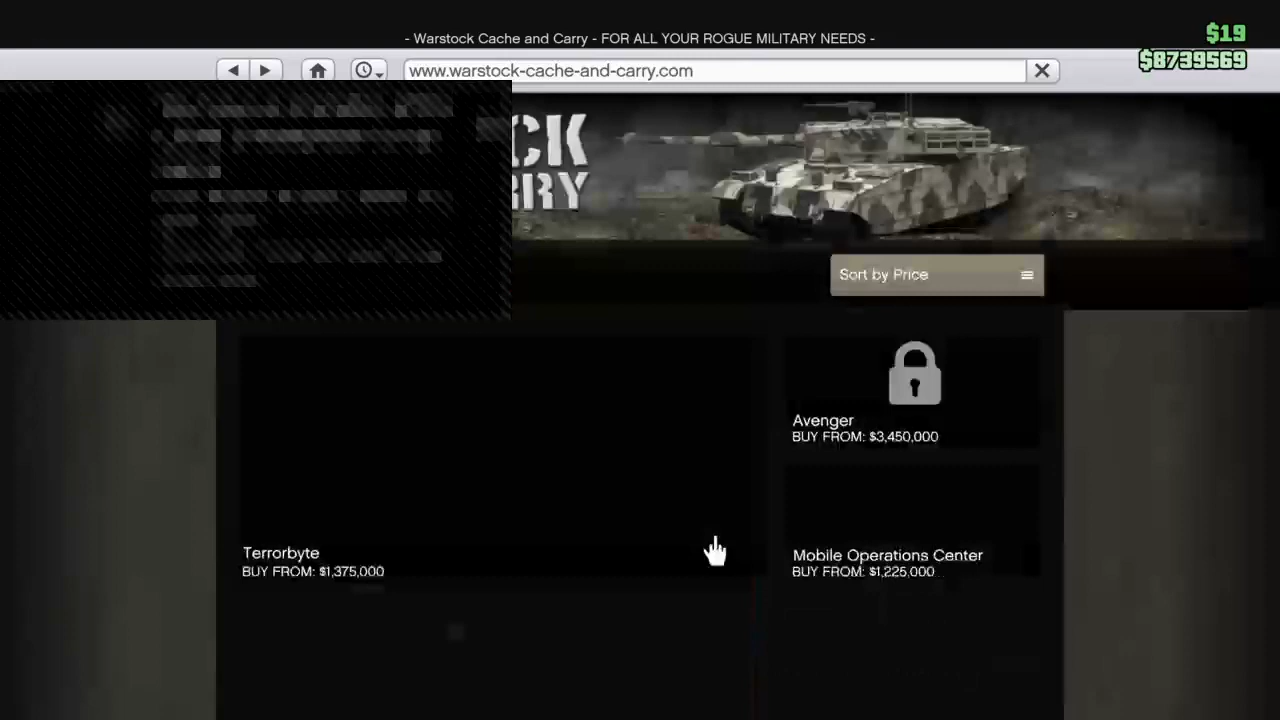 - Warstock Cache and Carry - FOR ALL YOUR ROGUE MILITARY NEEDS -
$19
$8739569
www.warstock-cache-and-carry.com
CK
RRY
Sort by Price
Avenger
BUY FROM: $3,450,000
Terrorbyte
BUY FROM: $1,375,000
Mobile Operations Center
BUY FROM: $1,225,000